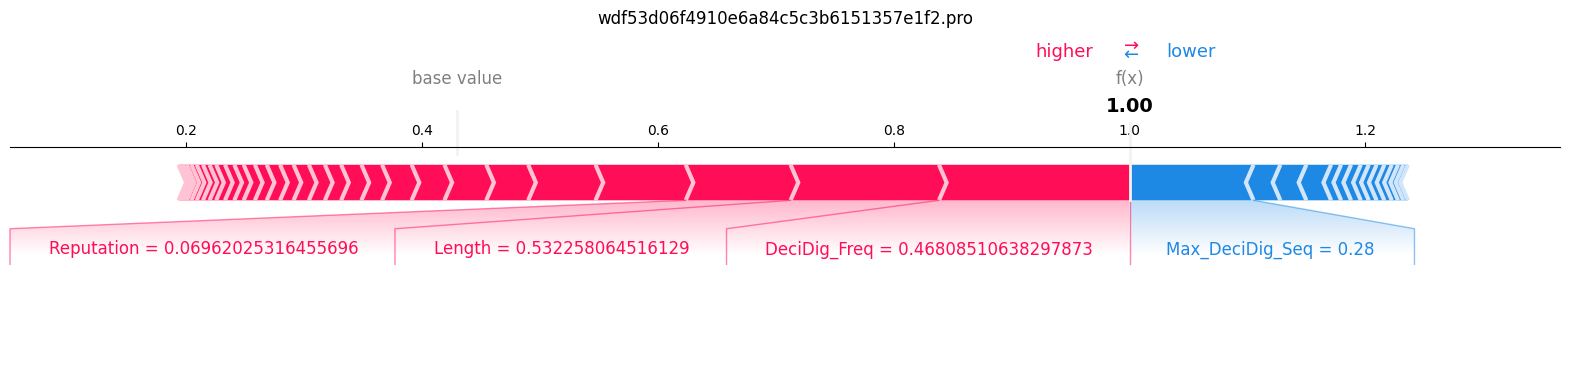 wdf53d06f4910e6a84c5c3b6151357e1f2.pro
higher ⇄ lower
base value f(x)
1.00
0.2 0.4 0.6 0.8 1.0 1.2
Reputation = 0.06962025316455696 Length = 0.532258064516129 DeciDig_Freq = 0.46808510638297873 Max_DeciDig_Seq = 0.28